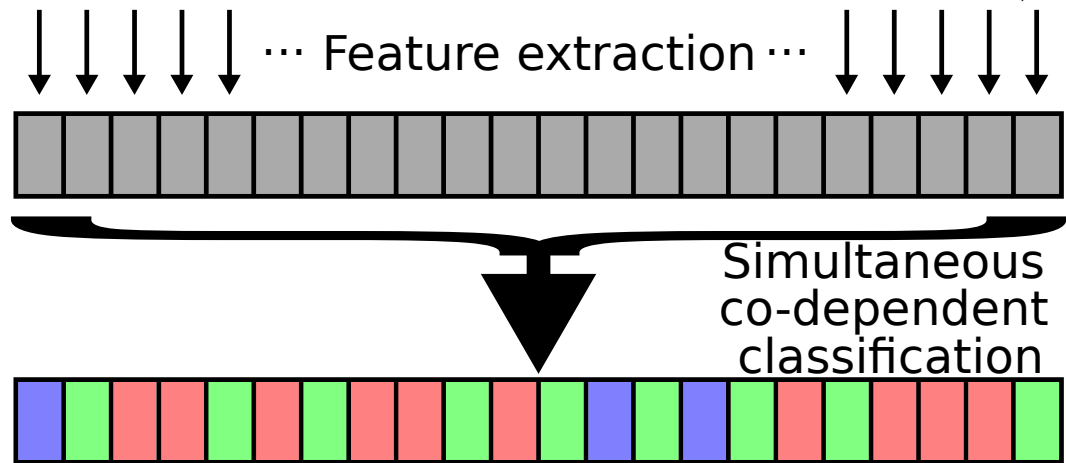 ··· Feature extraction ···
Simultaneous
co-dependent
classification